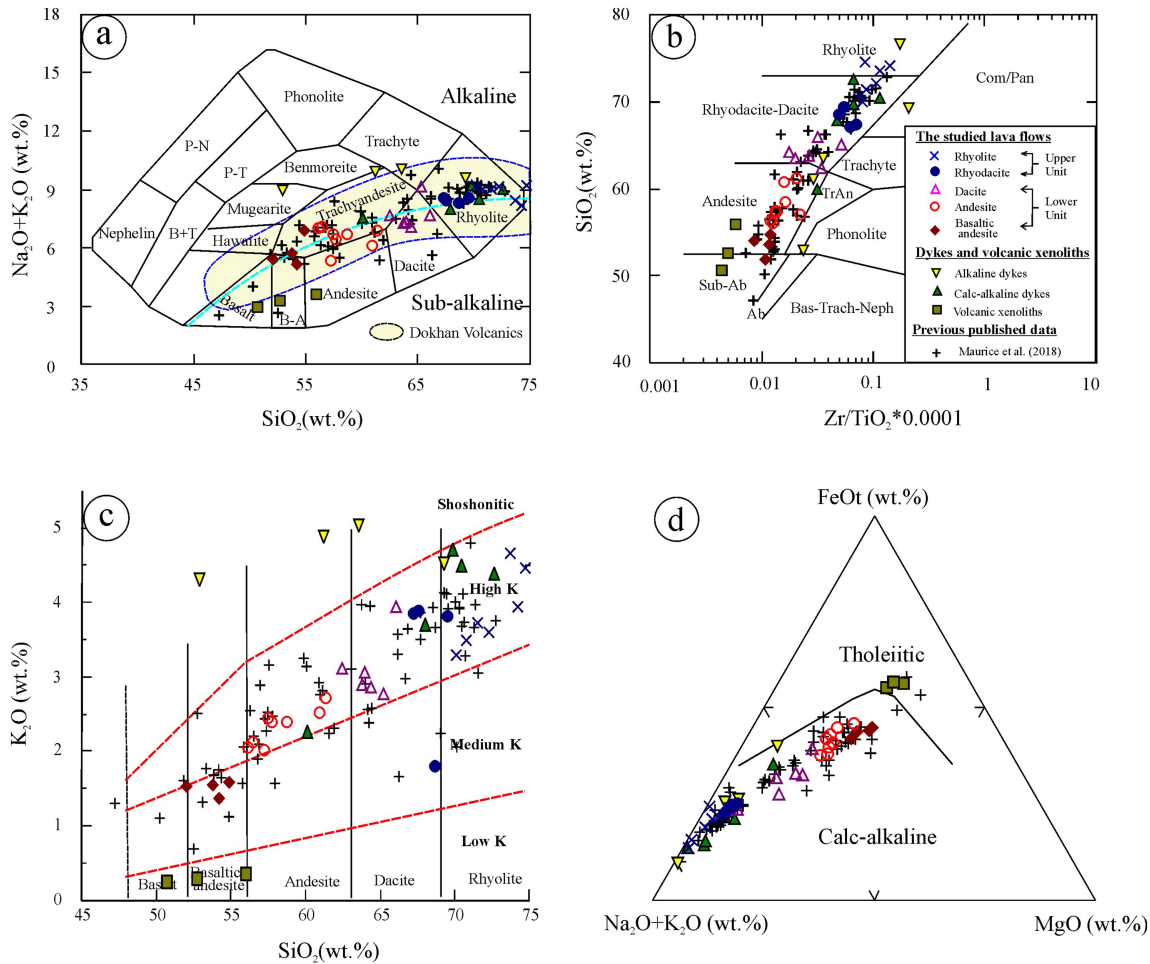 a
18
15
12
9
6
3
0
Na₂O+K₂O (wt.%)
35
45
55
65
75
SiO₂(wt.%)
Phonolite
Alkaline
P-N
Trachyte
P-T
Benmoreite
Mugearite
Trachyandesite
Nephelin
B+T
Hawaiite
Rhyolite
Dacite
Basalt
B-A
Andesite
Sub-alkaline
Dokhan Volcanics
b
80
70
60
50
40
SiO₂ (wt.%)
0.001
0.01
0.1
1
10
Zr/TiO₂*0.0001
Rhyolite
Com/Pan
Rhyodacite-Dacite
Trachyte
TrAn
Andesite
Phonolite
Sub-Ab
Ab
Bas-Trach-Neph
The studied lava flows
Rhyolite
Upper
Rhyodacite
Unit
Dacite
Andesite
Lower
Unit
Basaltic
andesite
Dykes and volcanic xenoliths
Alkaline dykes
Calc-alkaline dykes
Volcanic xenoliths
Previous published data
Maurice et al. (2018)
c
5
4
3
2
1
0
K₂O (wt.%)
45
50
55
60
65
70
75
SiO₂(wt.%)
Shoshonitic
High K
Medium K
Low K
Basalt
Basaltic
andesite
Andesite
Dacite
Rhyolite
d
FeOt (wt.%)
Tholeiitic
Calc-alkaline
Na₂O+K₂O (wt.%)
MgO (wt.%)